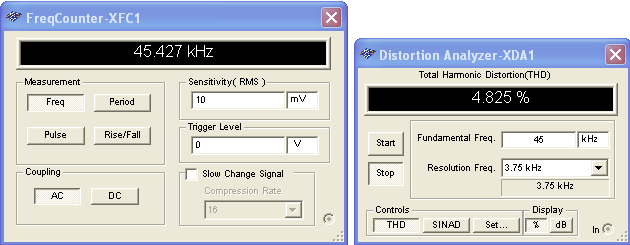 FreqCounter-XFC1
45.427 kHz
Measurement
Freq
Period
Pulse
Rise/Fall
Coupling
AC
DC
Sensitivity( RMS )
10
mV
Trigger Level
0
V
Slow Change Signal
Compression Rate
16
Distortion Analyzer-XDA1
Total Harmonic Distortion(THD)
4.825 %
Start
Stop
Fundamental Freq.
45
kHz
Resolution Freq.
3.75 kHz
3.75 kHz
Controls
THD
SINAD
Set...
Display
%
dB
In